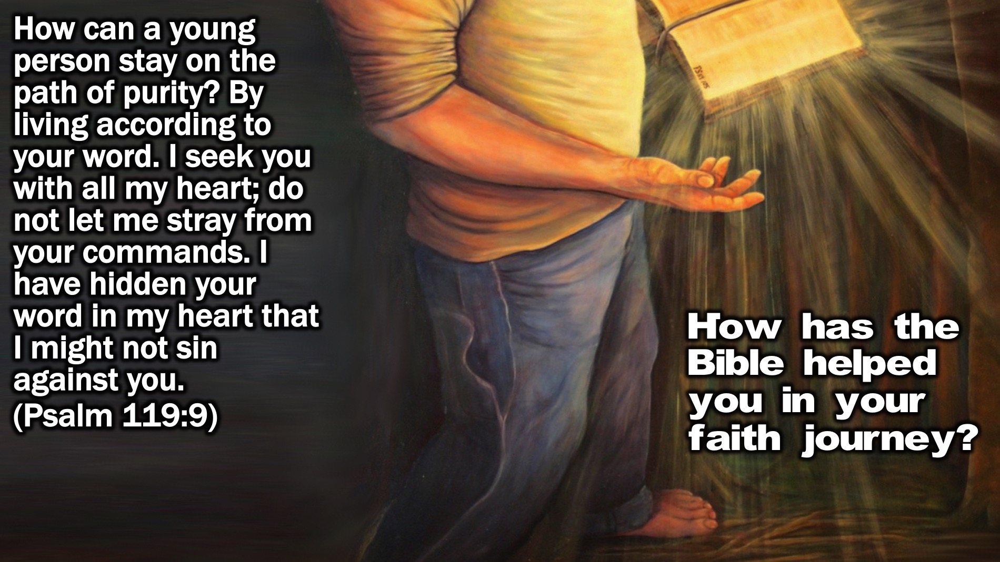 How can a young
person stay on the
path of purity? By
living according to
your word. I seek you
with all my heart; do
not let me stray from
your commands. I
have hidden your
word in my heart that
I might not sin
against you.
(Psalm 119:9)
How has the
Bible helped
you in your
faith journey?